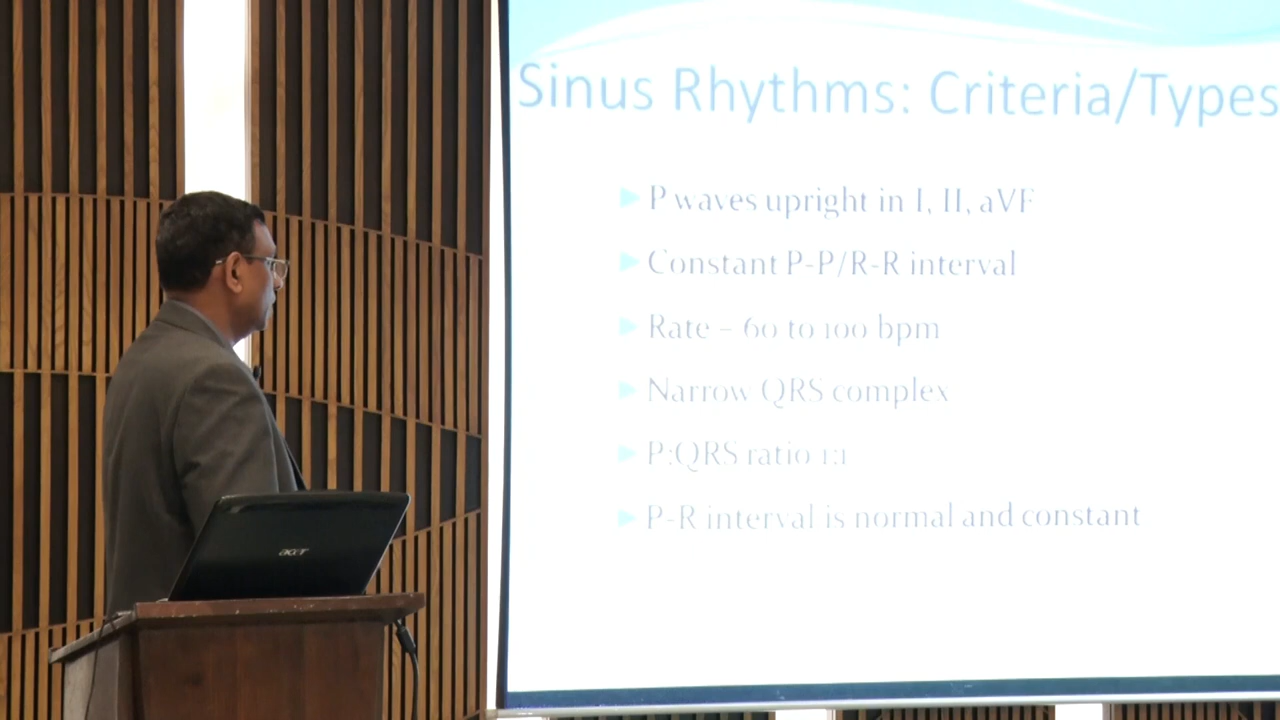 Sinus Rhythms: Criteria/Types
P waves upright in I, II, aVF
Constant P-P/R-R interval
Rate – 60 to 100 bpm
Narrow QRS complex
P:QRS ratio 1:1
P-R interval is normal and constant
acer